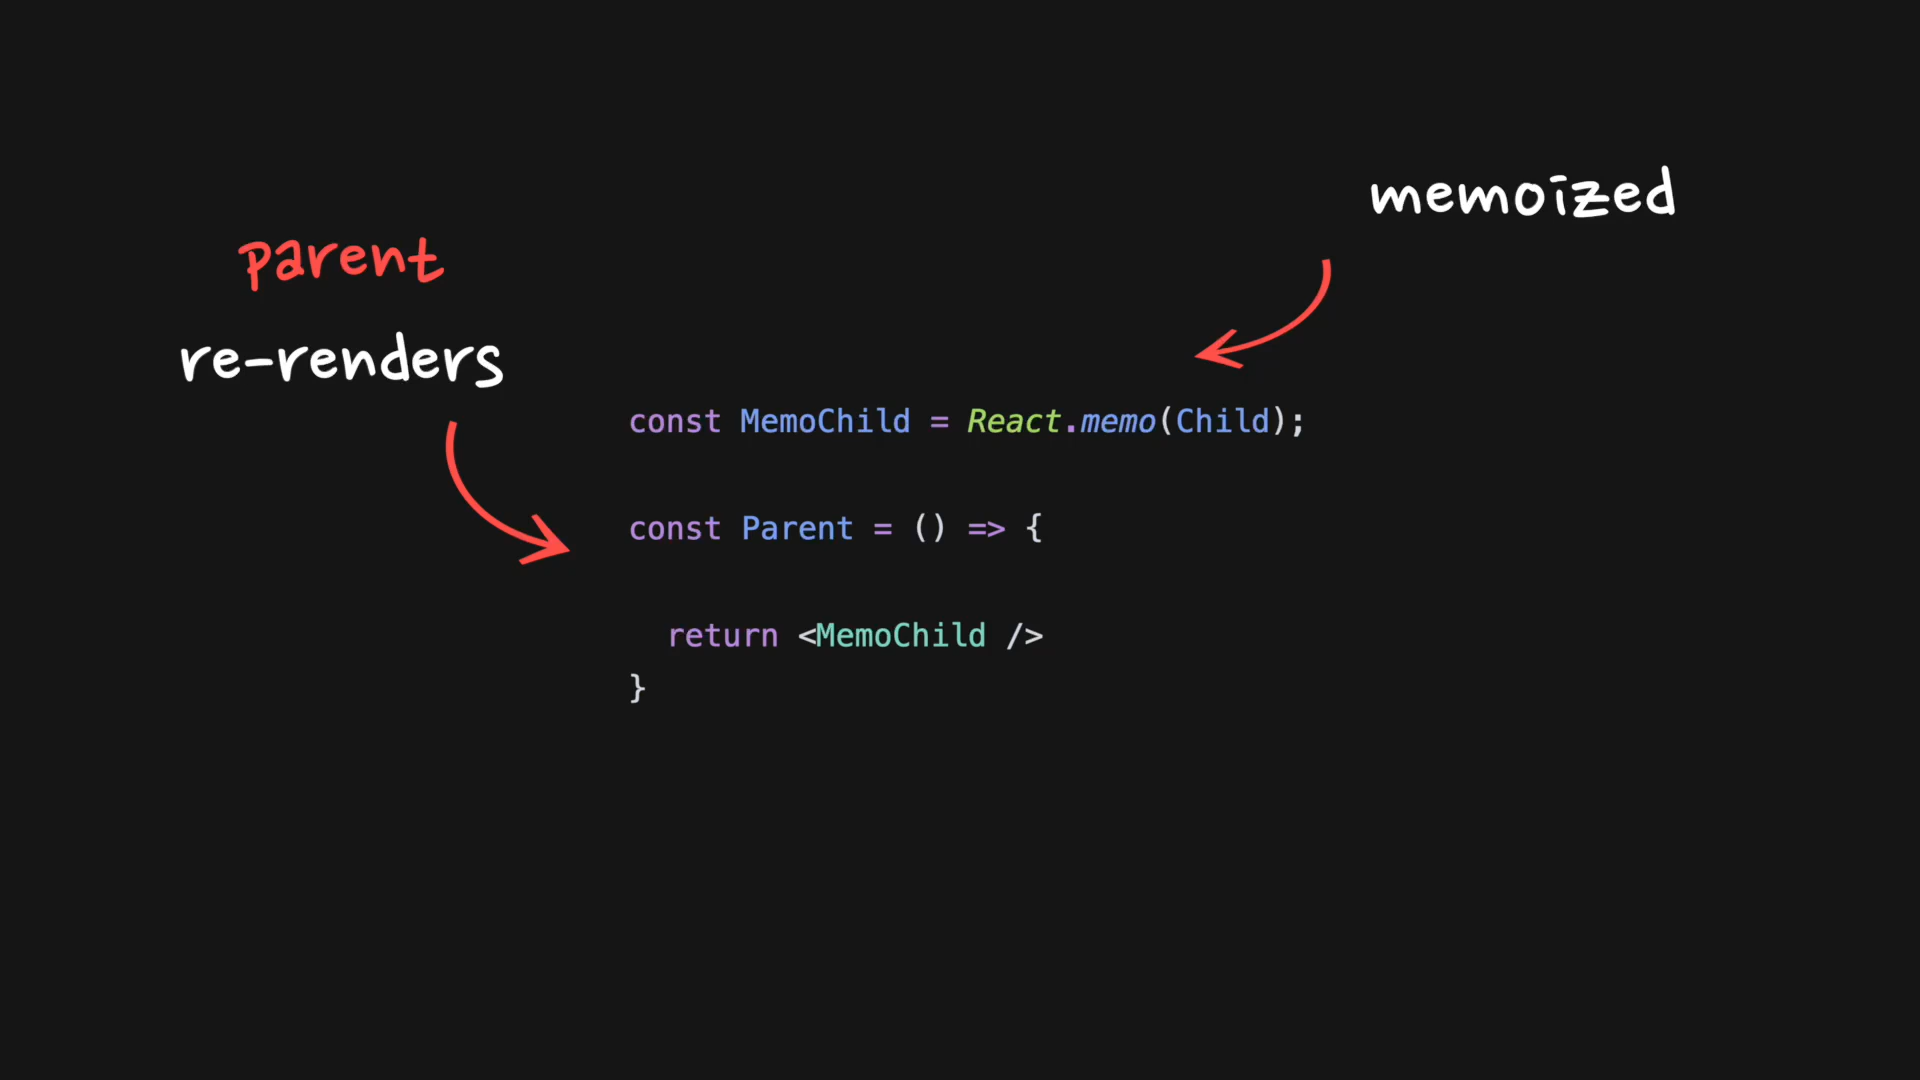 memoized
parent
re-renders
const MemoChild = React.memo(Child);
const Parent = () => {
return <MemoChild />
}